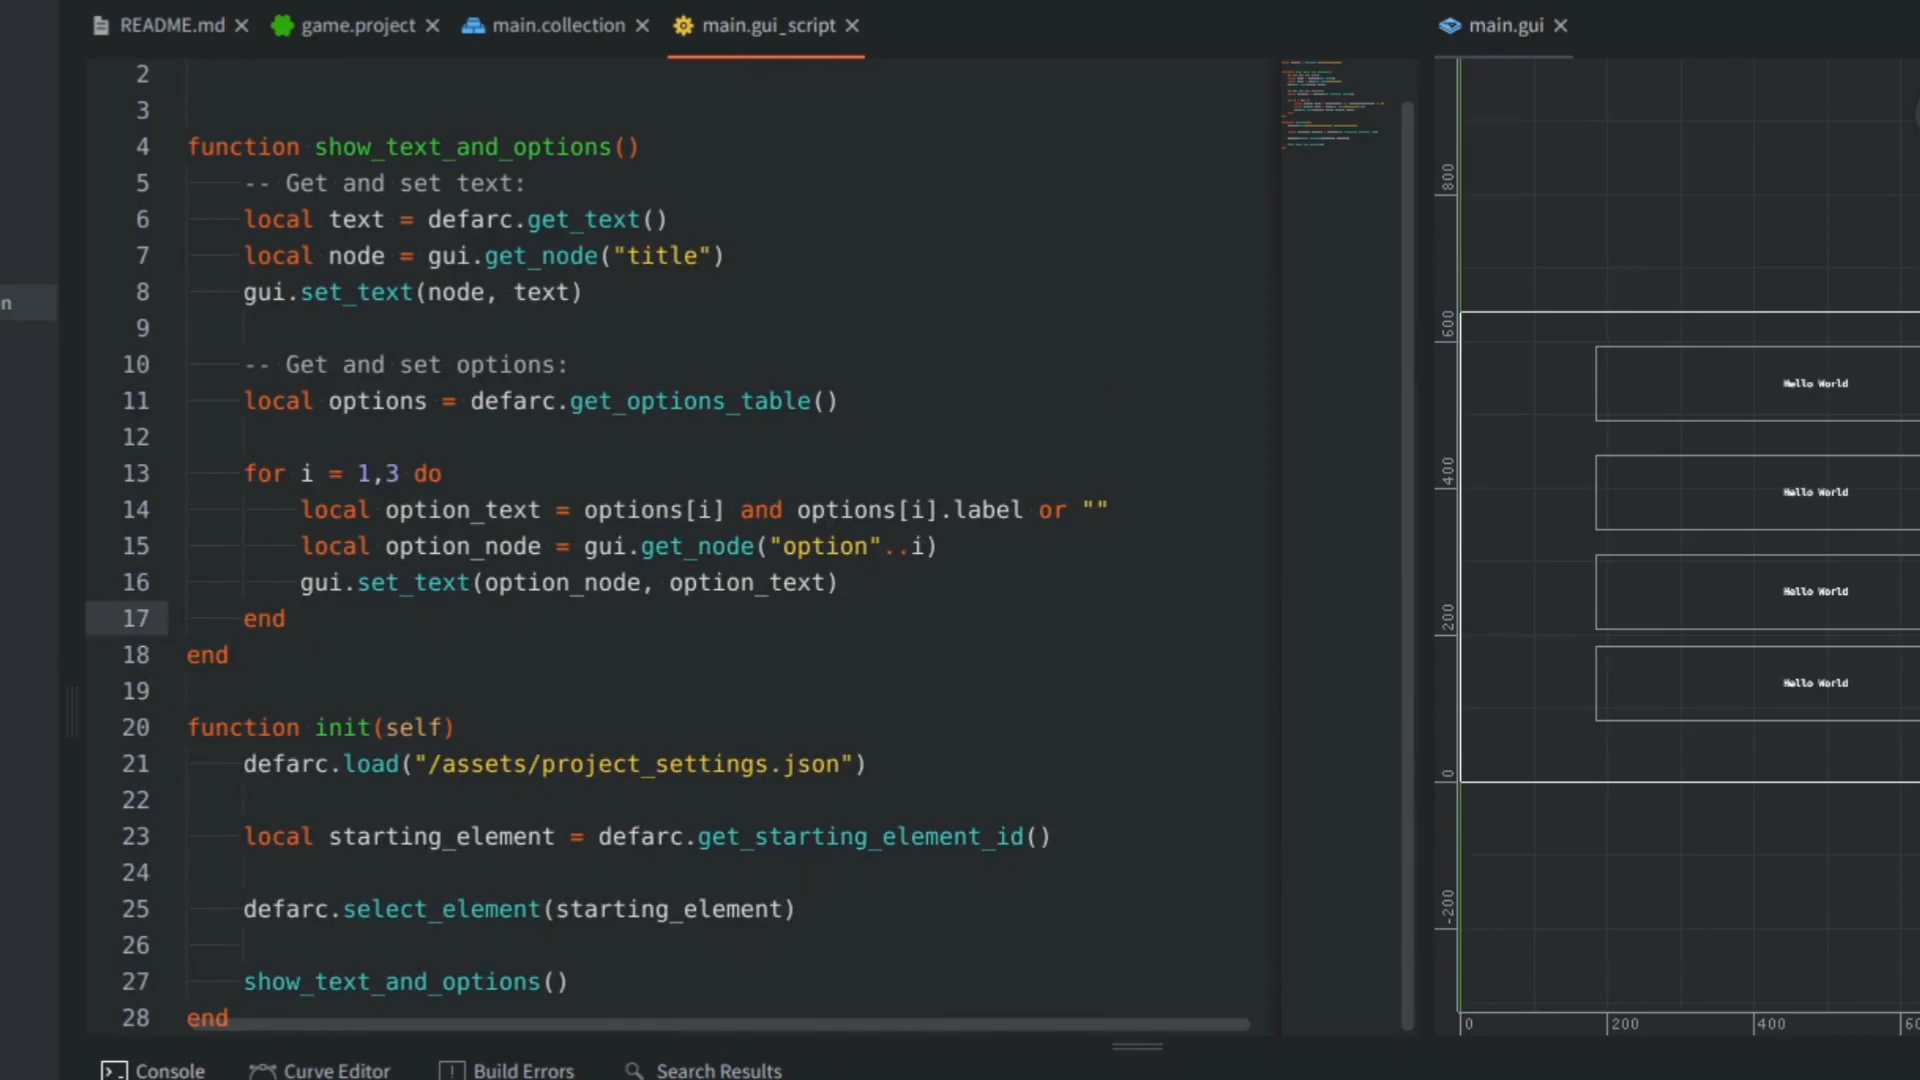 README.md
game.project
main.collection
main.gui_script
main.gui
2
3
4 function show_text_and_options()
5 -- Get and set text:
6 local text = defarc.get_text()
7 local node = gui.get_node("title")
8 gui.set_text(node, text)
9
10 -- Get and set options:
11 local options = defarc.get_options_table()
12
13 for i = 1,3 do
14 local option_text = options[i] and options[i].label or ""
15 local option_node = gui.get_node("option"..i)
16 gui.set_text(option_node, option_text)
17 end
18 end
19
20 function init(self)
21 defarc.load("/assets/project_settings.json")
22
23 local starting_element = defarc.get_starting_element_id()
24
25 defarc.select_element(starting_element)
26
27 show_text_and_options()
28 end
n
800
600
400
200
0
-200
Hello World
Hello World
Hello World
Hello World
0 200 400 60
Console
Curve Editor
Build Errors
Search Results